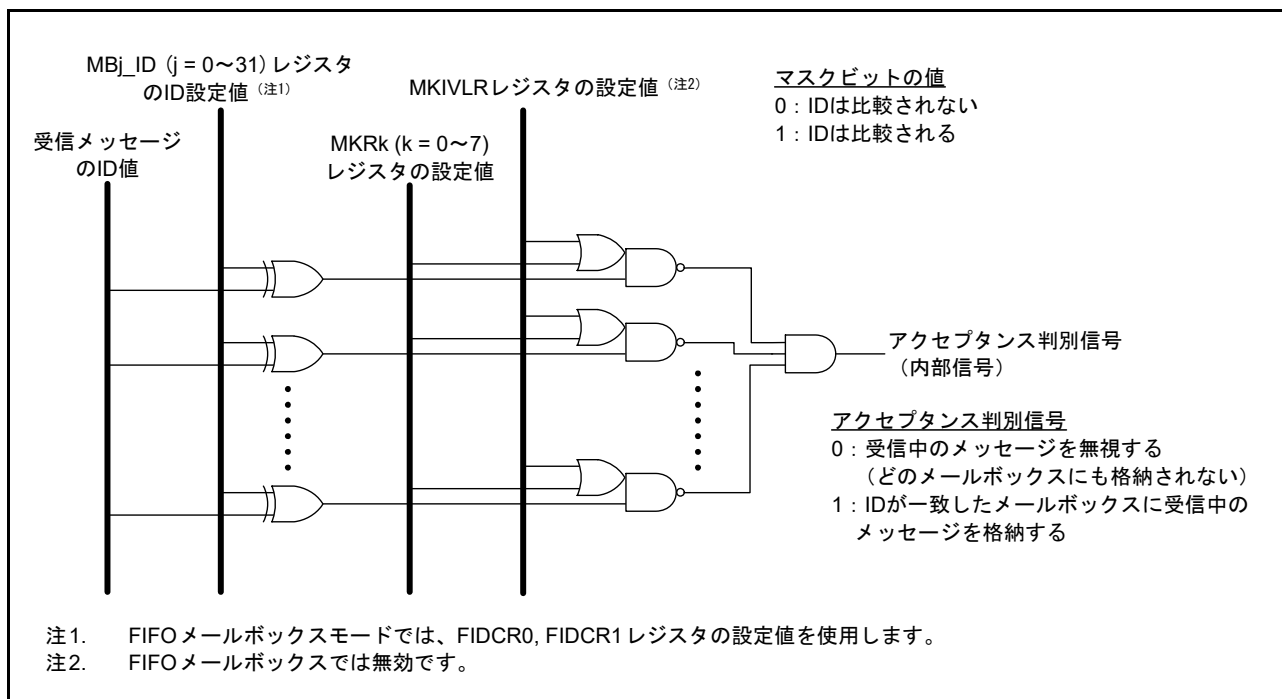 MBj_ID (j = 0～31) レジスタ
のID設定値 (注1)
MKIVLRレジスタの設定値 (注2)
マスクビットの値
0：IDは比較されない
1：IDは比較される
受信メッセージ
のID値
MKRk (k = 0～7)
レジスタの設定値
アクセプタンス判別信号
（内部信号）
アクセプタンス判別信号
0：受信中のメッセージを無視する
（どのメールボックスにも格納されない）
1：IDが一致したメールボックスに受信中の
メッセージを格納する
注1. FIFOメールボックスモードでは、FIDCR0, FIDCR1レジスタの設定値を使用します。
注2. FIFOメールボックスでは無効です。